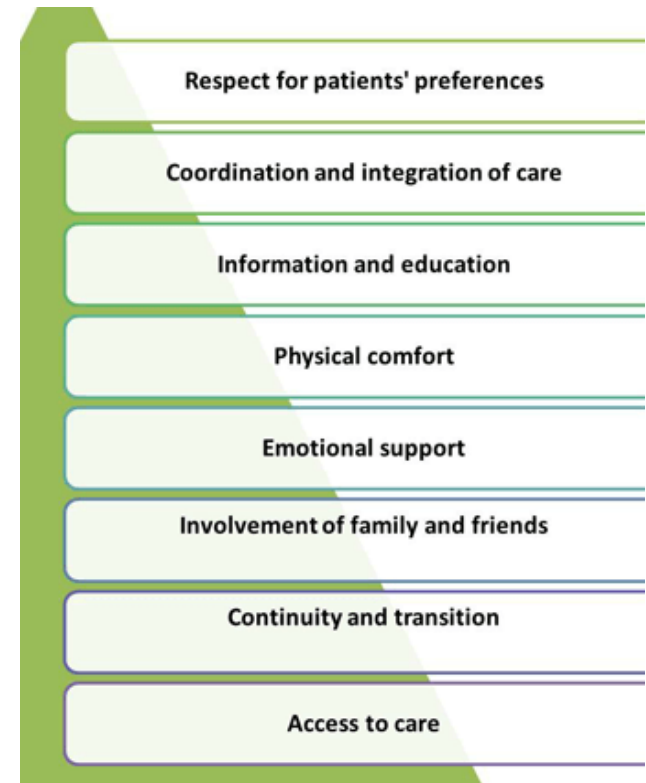 Respect for patients' preferences
Coordination and integration of care
Information and education
Physical comfort
Emotional support
Involvement of family and friends
Continuity and transition
Access to care